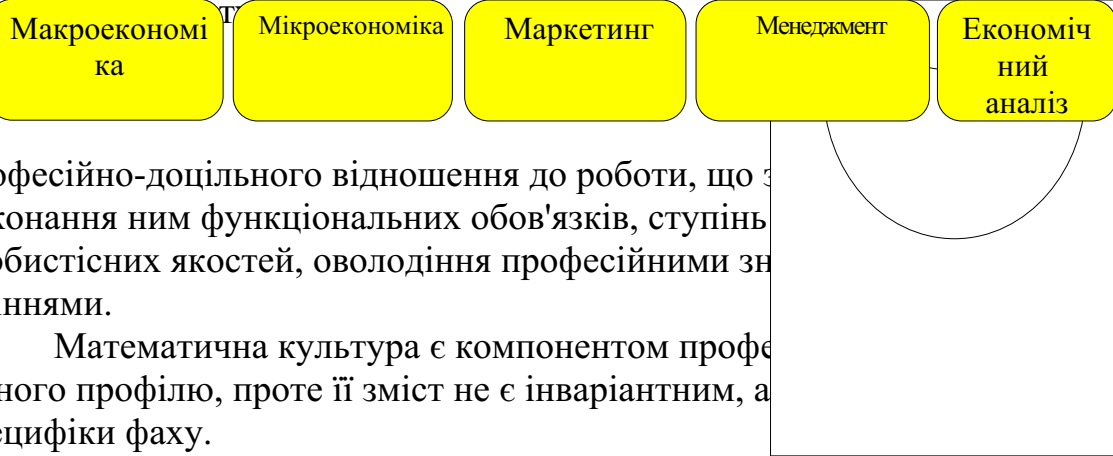 Макроекономі
ка
Мікроекономіка
Маркетинг
Менеджмент
Економіч
ний
аналіз
офесійно-доцільного відношення до роботи, що з
конання ним функціональних обов'язків, ступінь
обистісних якостей, оволодіння професійними зн
іннями.
Математична культура є компонентом профе
ного профілю, проте її зміст не є інваріантним, а
ецифіки фаху.